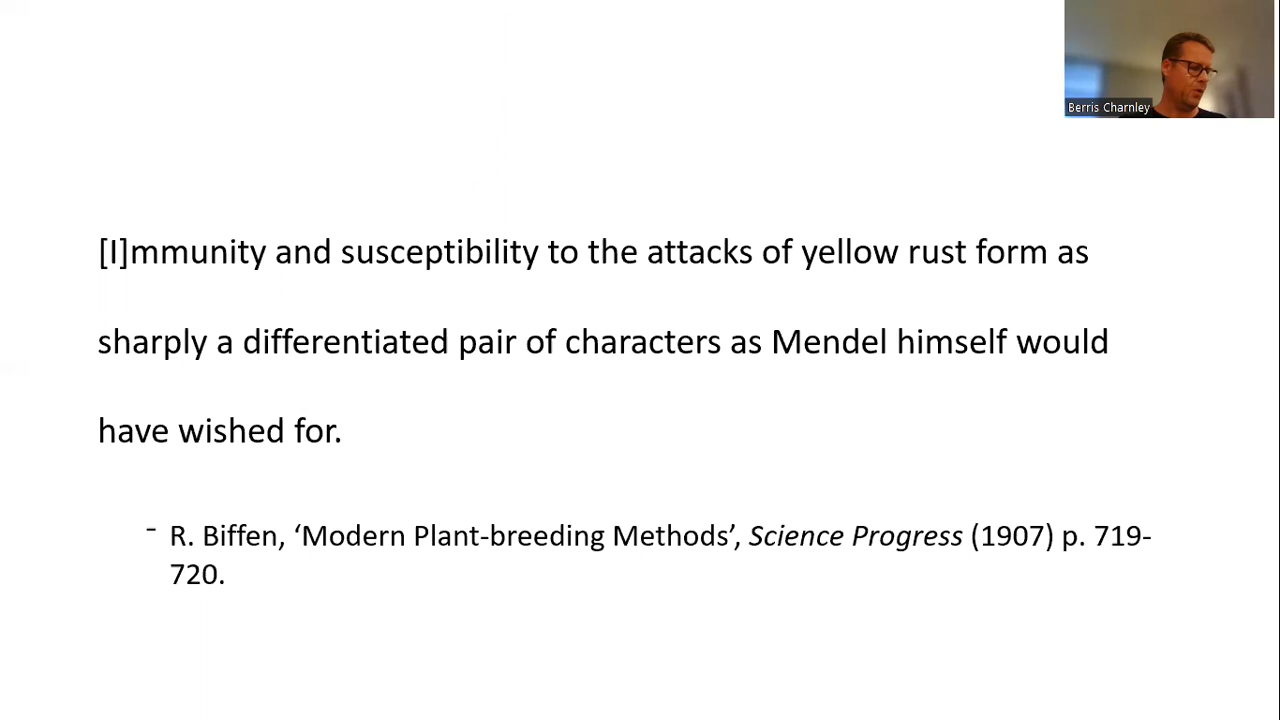 Berris Charnley
[I]mmunity and susceptibility to the attacks of yellow rust form as
sharply a differentiated pair of characters as Mendel himself would
have wished for.
- R. Biffen, ‘Modern Plant-breeding Methods’, Science Progress (1907) p. 719-
720.